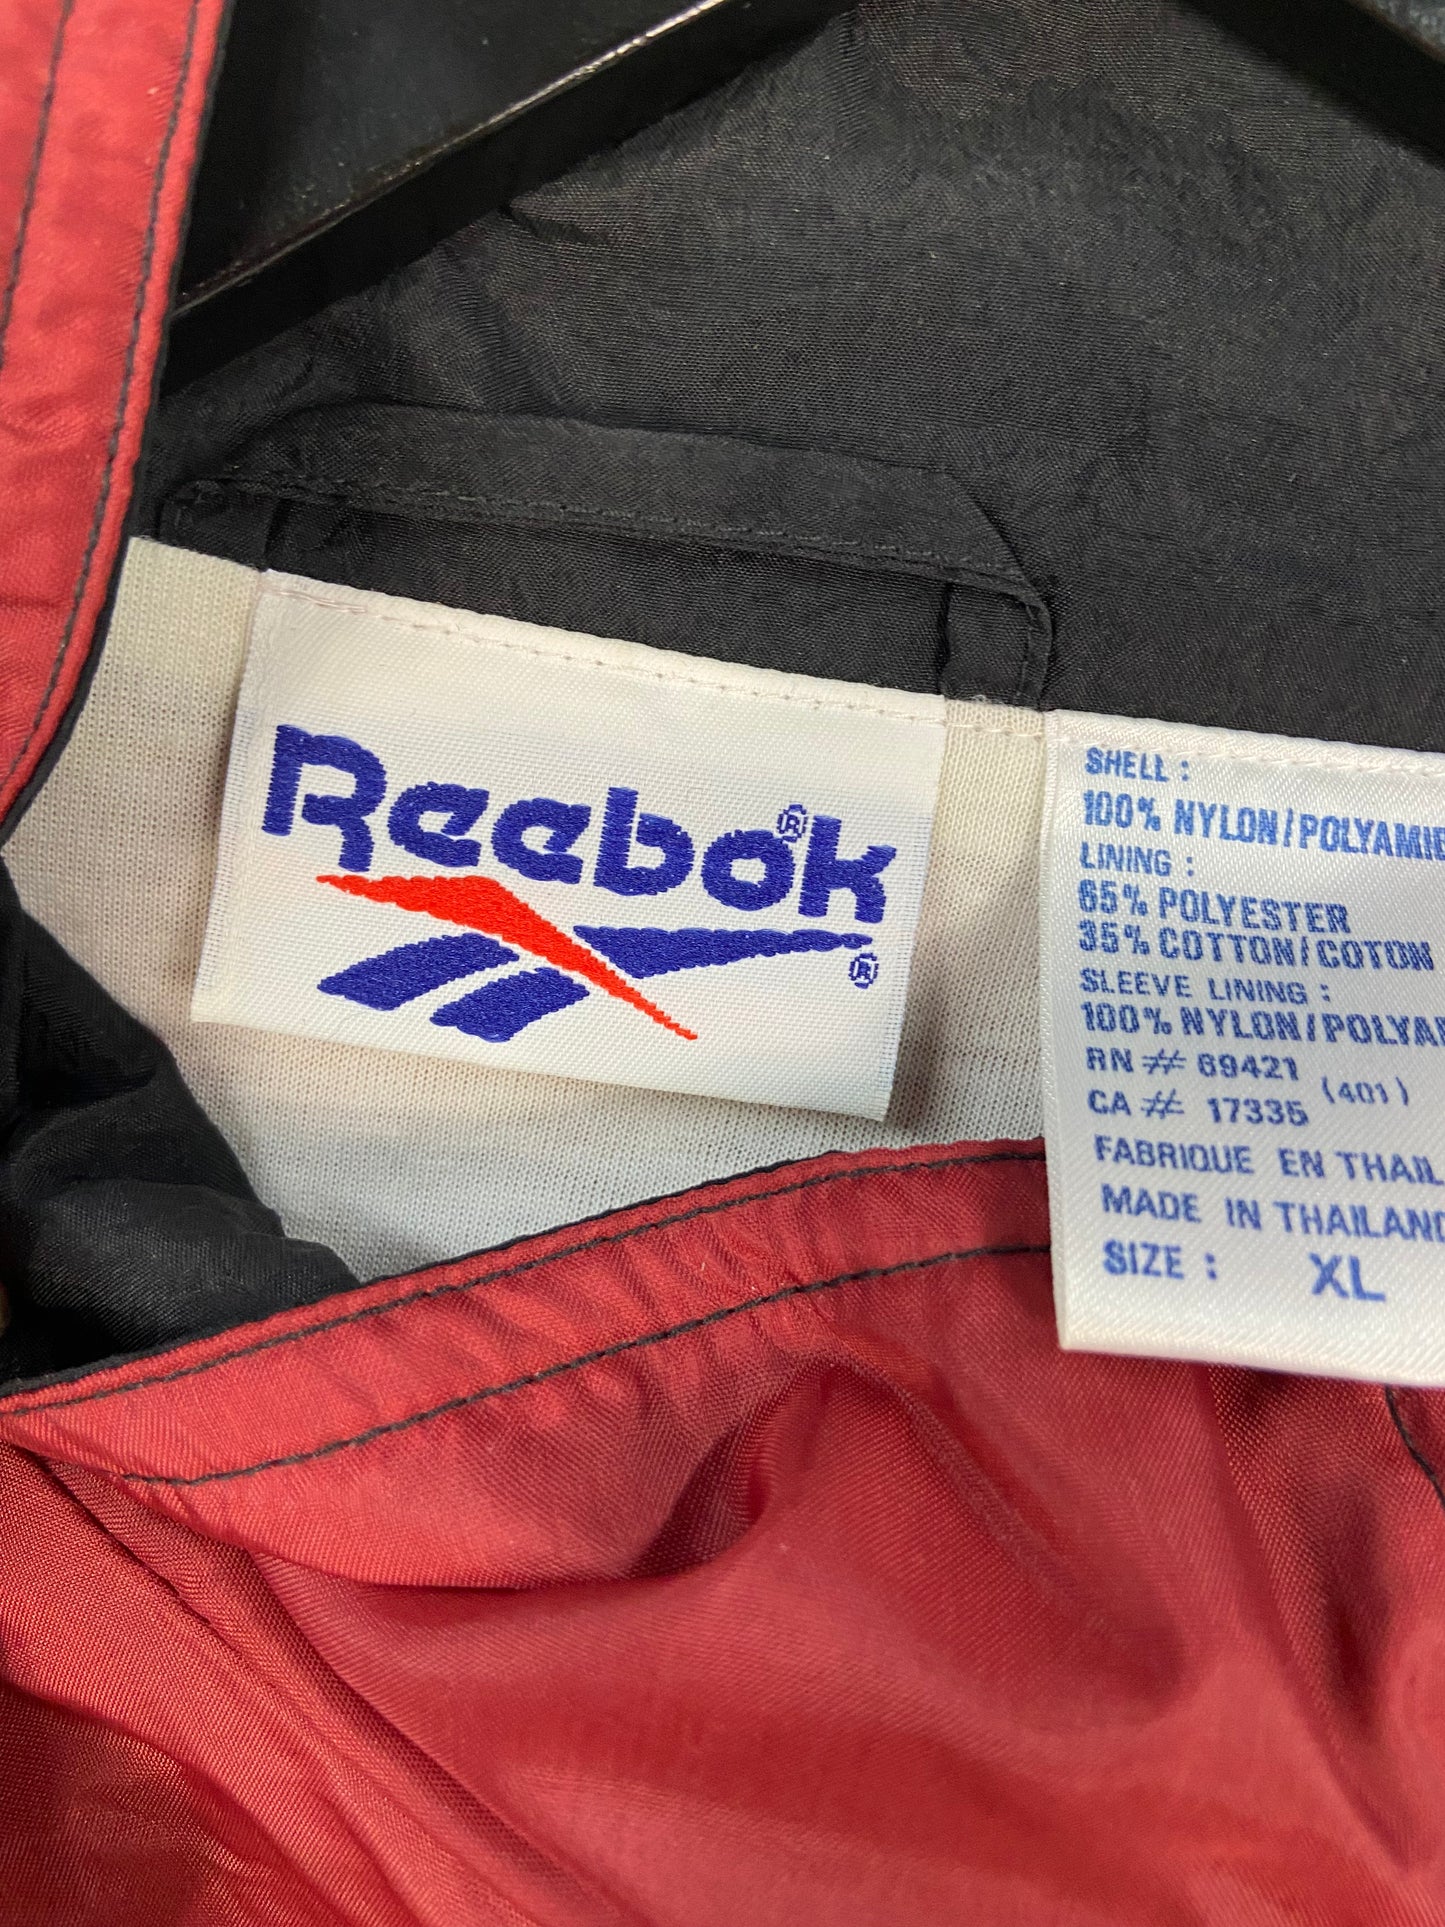 Reebok®
®
SHELL :
100% NYLON/POLYAMIE
LINING :
65% POLYESTER
35% COTTON/COTON
SLEEVE LINING :
100% NYLON/POLYA
RN # 69421
CA # 17335 (401)
FABRIQUE EN THAIL
MADE IN THAILAND
SIZE : XL